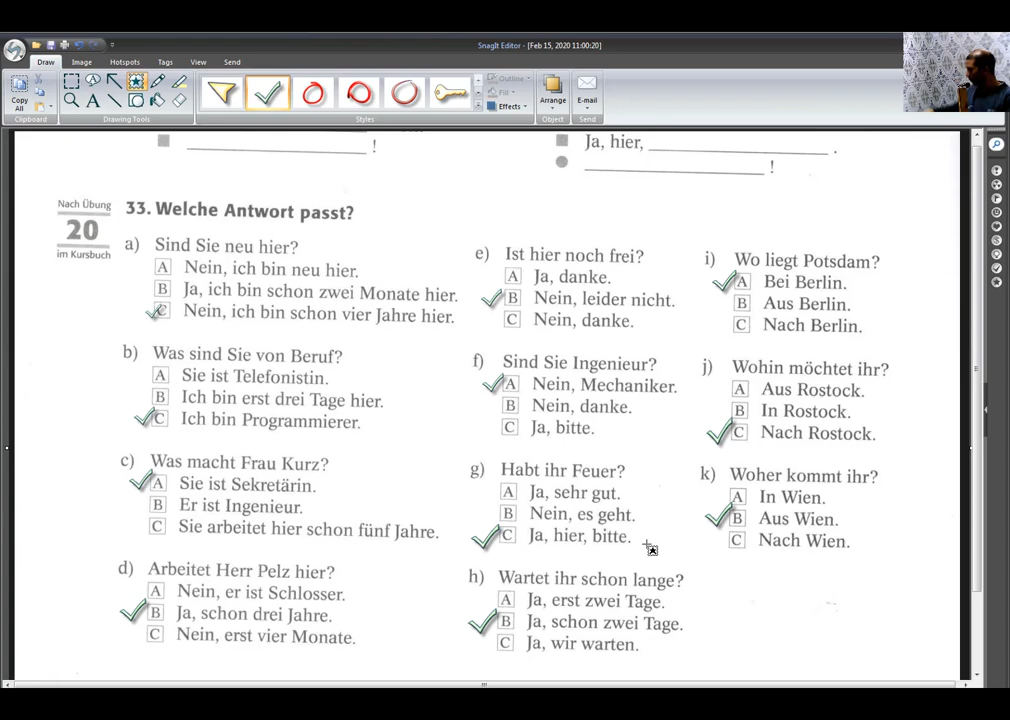 SnagIt Editor - [Feb 15, 2020 11:00:20]
Draw Image Hotspots Tags View Send
Copy All
Clipboard
Drawing Tools
Styles
Outline
Fill
Effects
Arrange
Object
E-mail
Send
!
Ja, hier, .
!
Nach Übung
20
im Kursbuch
33. Welche Antwort passt?
a) Sind Sie neu hier?
A Nein, ich bin neu hier.
B Ja, ich bin schon zwei Monate hier.
C Nein, ich bin schon vier Jahre hier.
b) Was sind Sie von Beruf?
A Sie ist Telefonistin.
B Ich bin erst drei Tage hier.
C Ich bin Programmierer.
c) Was macht Frau Kurz?
A Sie ist Sekretärin.
B Er ist Ingenieur.
C Sie arbeitet hier schon fünf Jahre.
d) Arbeitet Herr Pelz hier?
A Nein, er ist Schlosser.
B Ja, schon drei Jahre.
C Nein, erst vier Monate.
e) Ist hier noch frei?
A Ja, danke.
B Nein, leider nicht.
C Nein, danke.
f) Sind Sie Ingenieur?
A Nein, Mechaniker.
B Nein, danke.
C Ja, bitte.
g) Habt ihr Feuer?
A Ja, sehr gut.
B Nein, es geht.
C Ja, hier, bitte.
h) Wartet ihr schon lange?
A Ja, erst zwei Tage.
B Ja, schon zwei Tage.
C Ja, wir warten.
i) Wo liegt Potsdam?
A Bei Berlin.
B Aus Berlin.
C Nach Berlin.
j) Wohin möchtet ihr?
A Aus Rostock.
B In Rostock.
C Nach Rostock.
k) Woher kommt ihr?
A In Wien.
B Aus Wien.
C Nach Wien.